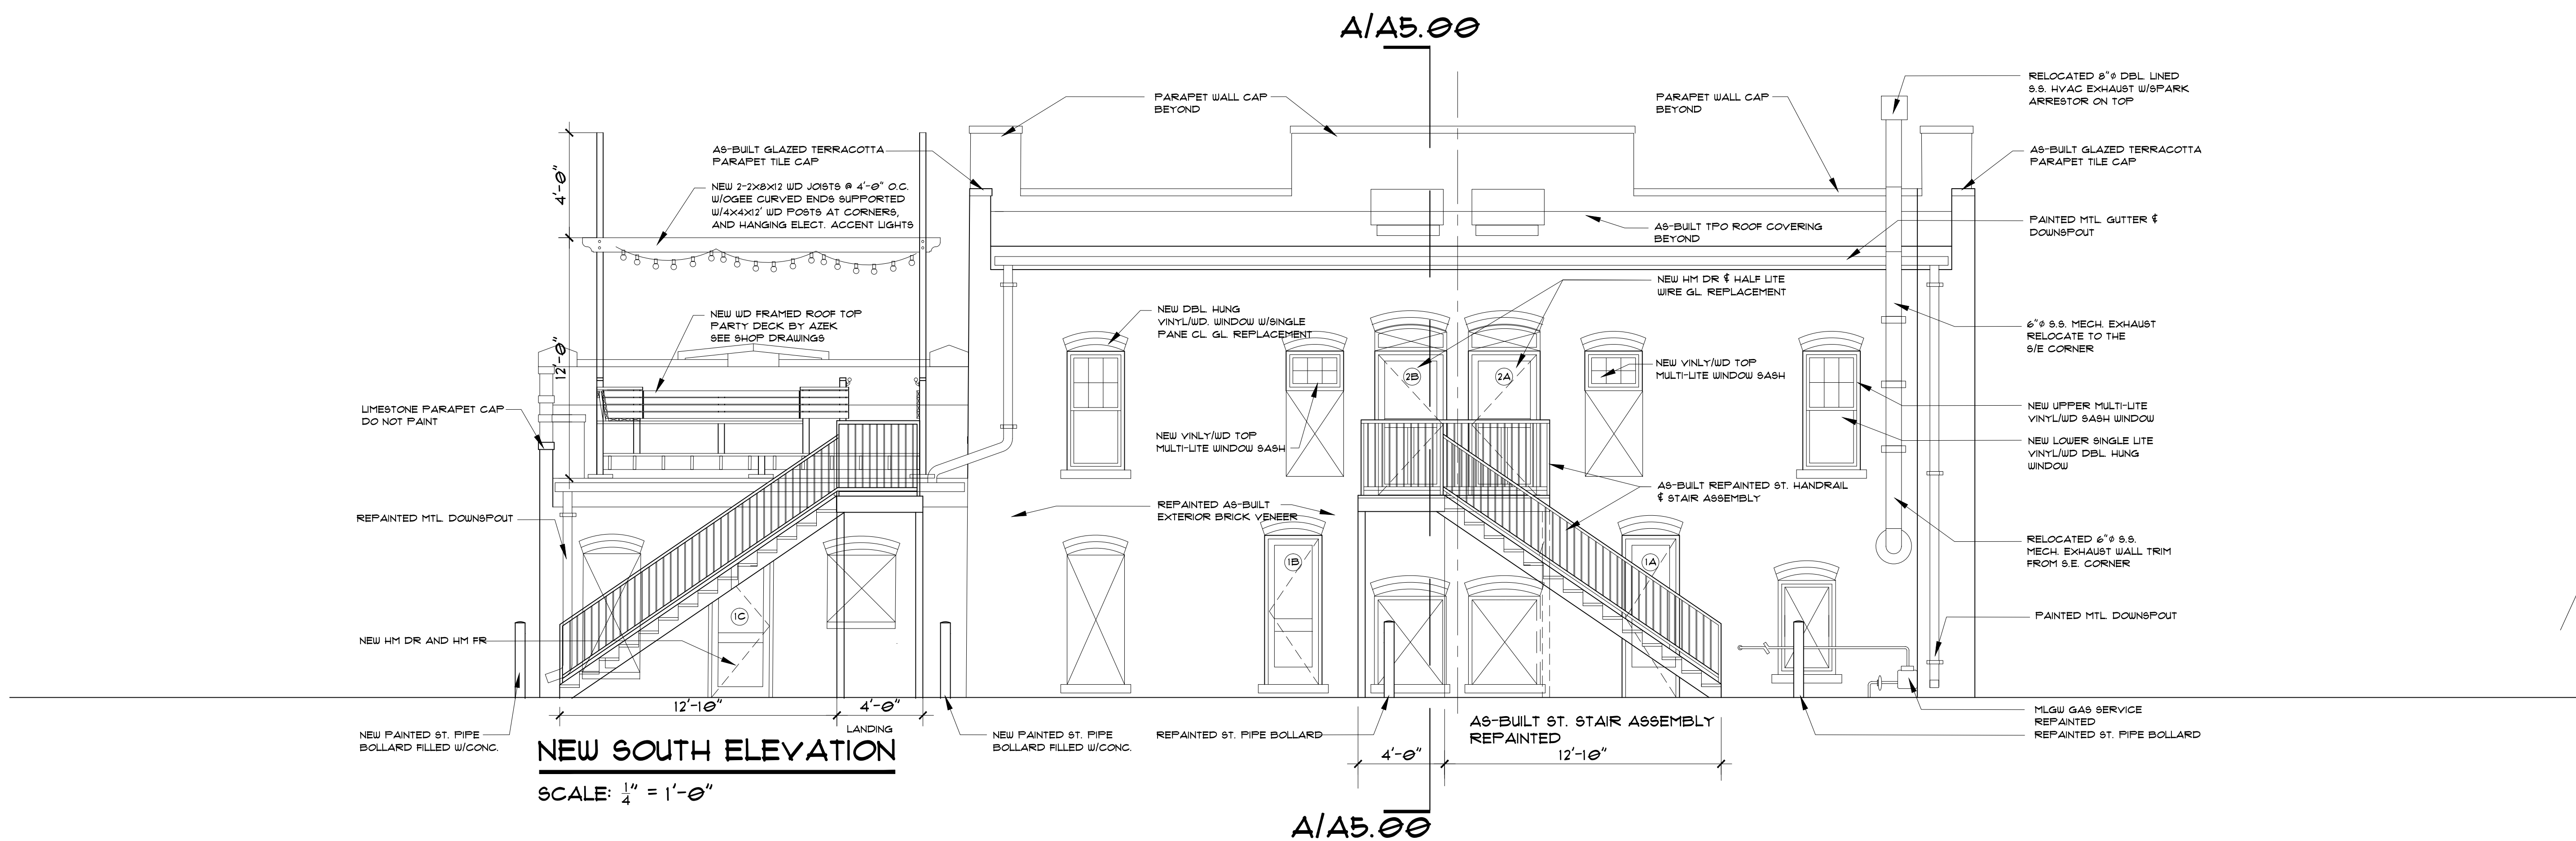 A/A5.00
PARAPET WALL CAP
BEYOND
PARAPET WALL CAP
BEYOND
RELOCATED 8"Ø DBL. LINED
S.S. HVAC EXHAUST W/SPARK
ARRESTOR ON TOP
AS-BUILT GLAZED TERRACOTTA
PARAPET TILE CAP
AS-BUILT GLAZED TERRACOTTA
PARAPET TILE CAP
4'-0"
NEW 2-2X8X12 WD JOISTS @ 4'-0" O.C.
W/OGEE CURVED ENDS SUPPORTED
W/4X4X12' WD POSTS AT CORNERS,
AND HANGING ELECT. ACCENT LIGHTS
AS-BUILT TPO ROOF COVERING
BEYOND
PAINTED MTL. GUTTER &
DOWNSPOUT
NEW HM DR & HALF LITE
WIRE GL. REPLACEMENT
NEW WD FRAMED ROOF TOP
PARTY DECK BY AZEK
SEE SHOP DRAWINGS
NEW DBL HUNG
VINYL/WD. WINDOW W/SINGLE
PANE CL. GL. REPLACEMENT
6"Ø S.S. MECH. EXHAUST
RELOCATE TO THE
S/E CORNER
12'-0"
2B
2A
NEW VINLY/WD TOP
MULTI-LITE WINDOW SASH
LIMESTONE PARAPET CAP
DO NOT PAINT
NEW UPPER MULTI-LITE
VINYL/WD SASH WINDOW
NEW VINLY/WD TOP
MULTI-LITE WINDOW SASH
NEW LOWER SINGLE LITE
VINYL/WD DBL. HUNG
WINDOW
AS-BUILT REPAINTED ST. HANDRAIL
& STAIR ASSEMBLY
REPAINTED MTL. DOWNSPOUT
REPAINTED AS-BUILT
EXTERIOR BRICK VENEER
RELOCATED 6"Ø S.S.
MECH. EXHAUST WALL TRIM
FROM S.E. CORNER
1B
1A
1C
PAINTED MTL. DOWNSPOUT
NEW HM DR AND HM FR
12'-10"
4'-0"
LANDING
NEW PAINTED ST. PIPE
BOLLARD FILLED W/CONC.
NEW PAINTED ST. PIPE
BOLLARD FILLED W/CONC.
REPAINTED ST. PIPE BOLLARD
AS-BUILT ST. STAIR ASSEMBLY
REPAINTED
MLGW GAS SERVICE
REPAINTED
REPAINTED ST. PIPE BOLLARD
4'-0"
12'-10"
NEW SOUTH ELEVATION
SCALE: 1/4" = 1'-0"
A/A5.00